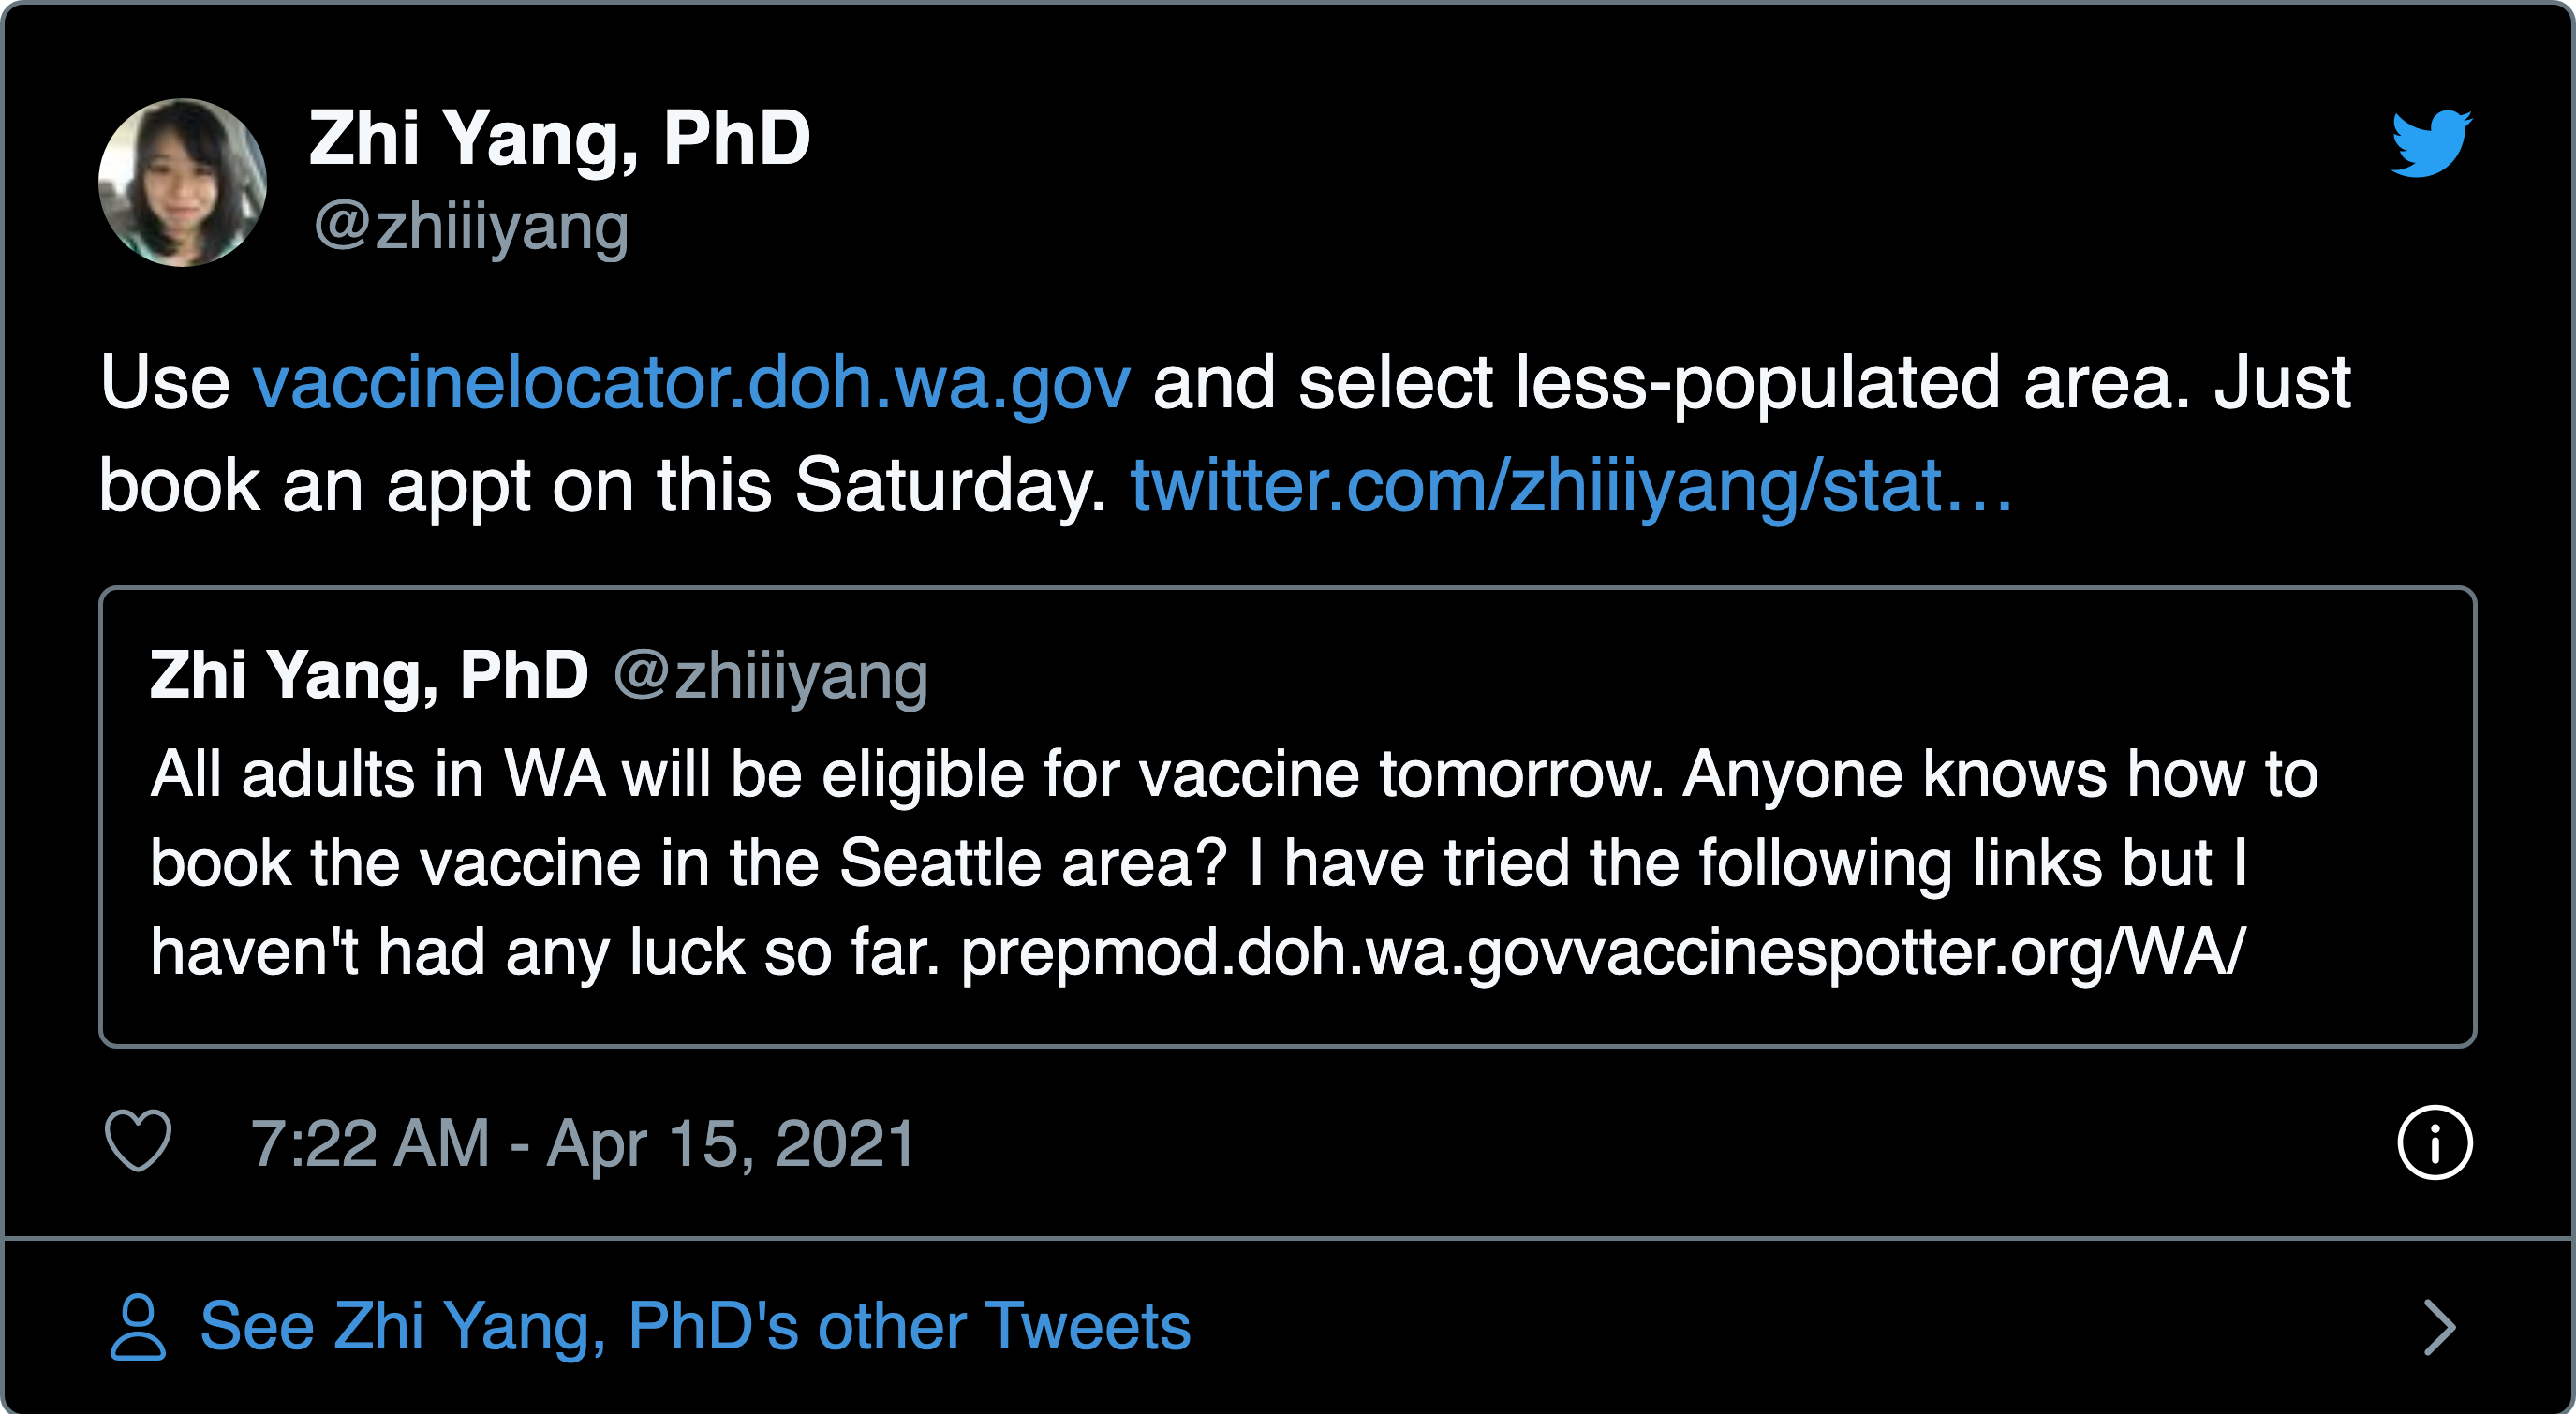 Zhi Yang, PhD
@zhiiiyang
Use vaccinelocator.doh.wa.gov and select less-populated area. Just
book an appt on this Saturday. twitter.com/zhiiiyang/stat…
Zhi Yang, PhD @zhiiiyang
All adults in WA will be eligible for vaccine tomorrow. Anyone knows how to
book the vaccine in the Seattle area? I have tried the following links but I
haven't had any luck so far. prepmod.doh.wa.govvaccinespotter.org/WA/
7:22 AM - Apr 15, 2021
See Zhi Yang, PhD's other Tweets